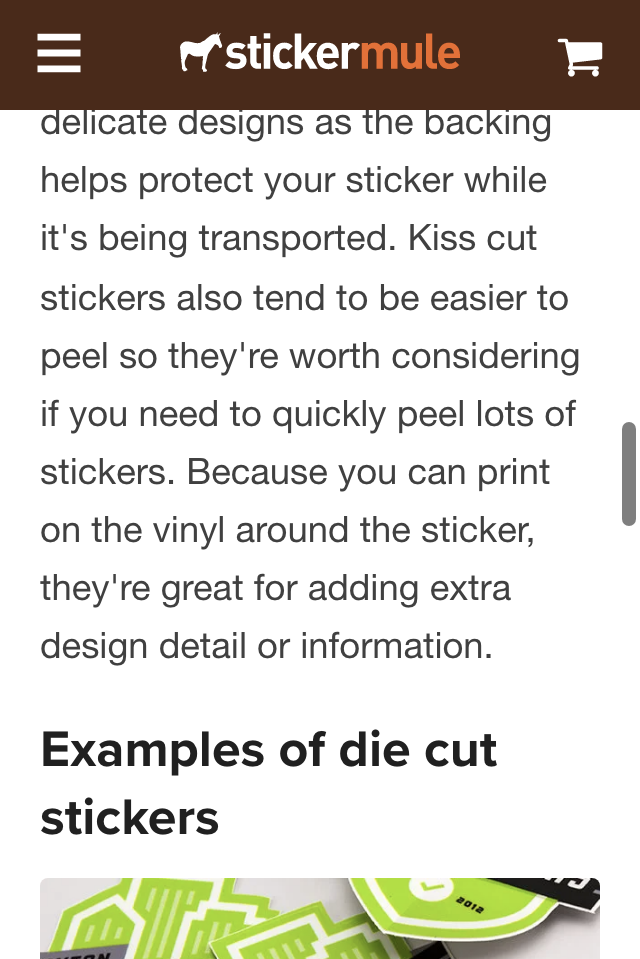 stickermule
delicate designs as the backing
helps protect your sticker while
it's being transported. Kiss cut
stickers also tend to be easier to
peel so they're worth considering
if you need to quickly peel lots of
stickers. Because you can print
on the vinyl around the sticker,
they're great for adding extra
design detail or information.
Examples of die cut
stickers
2012